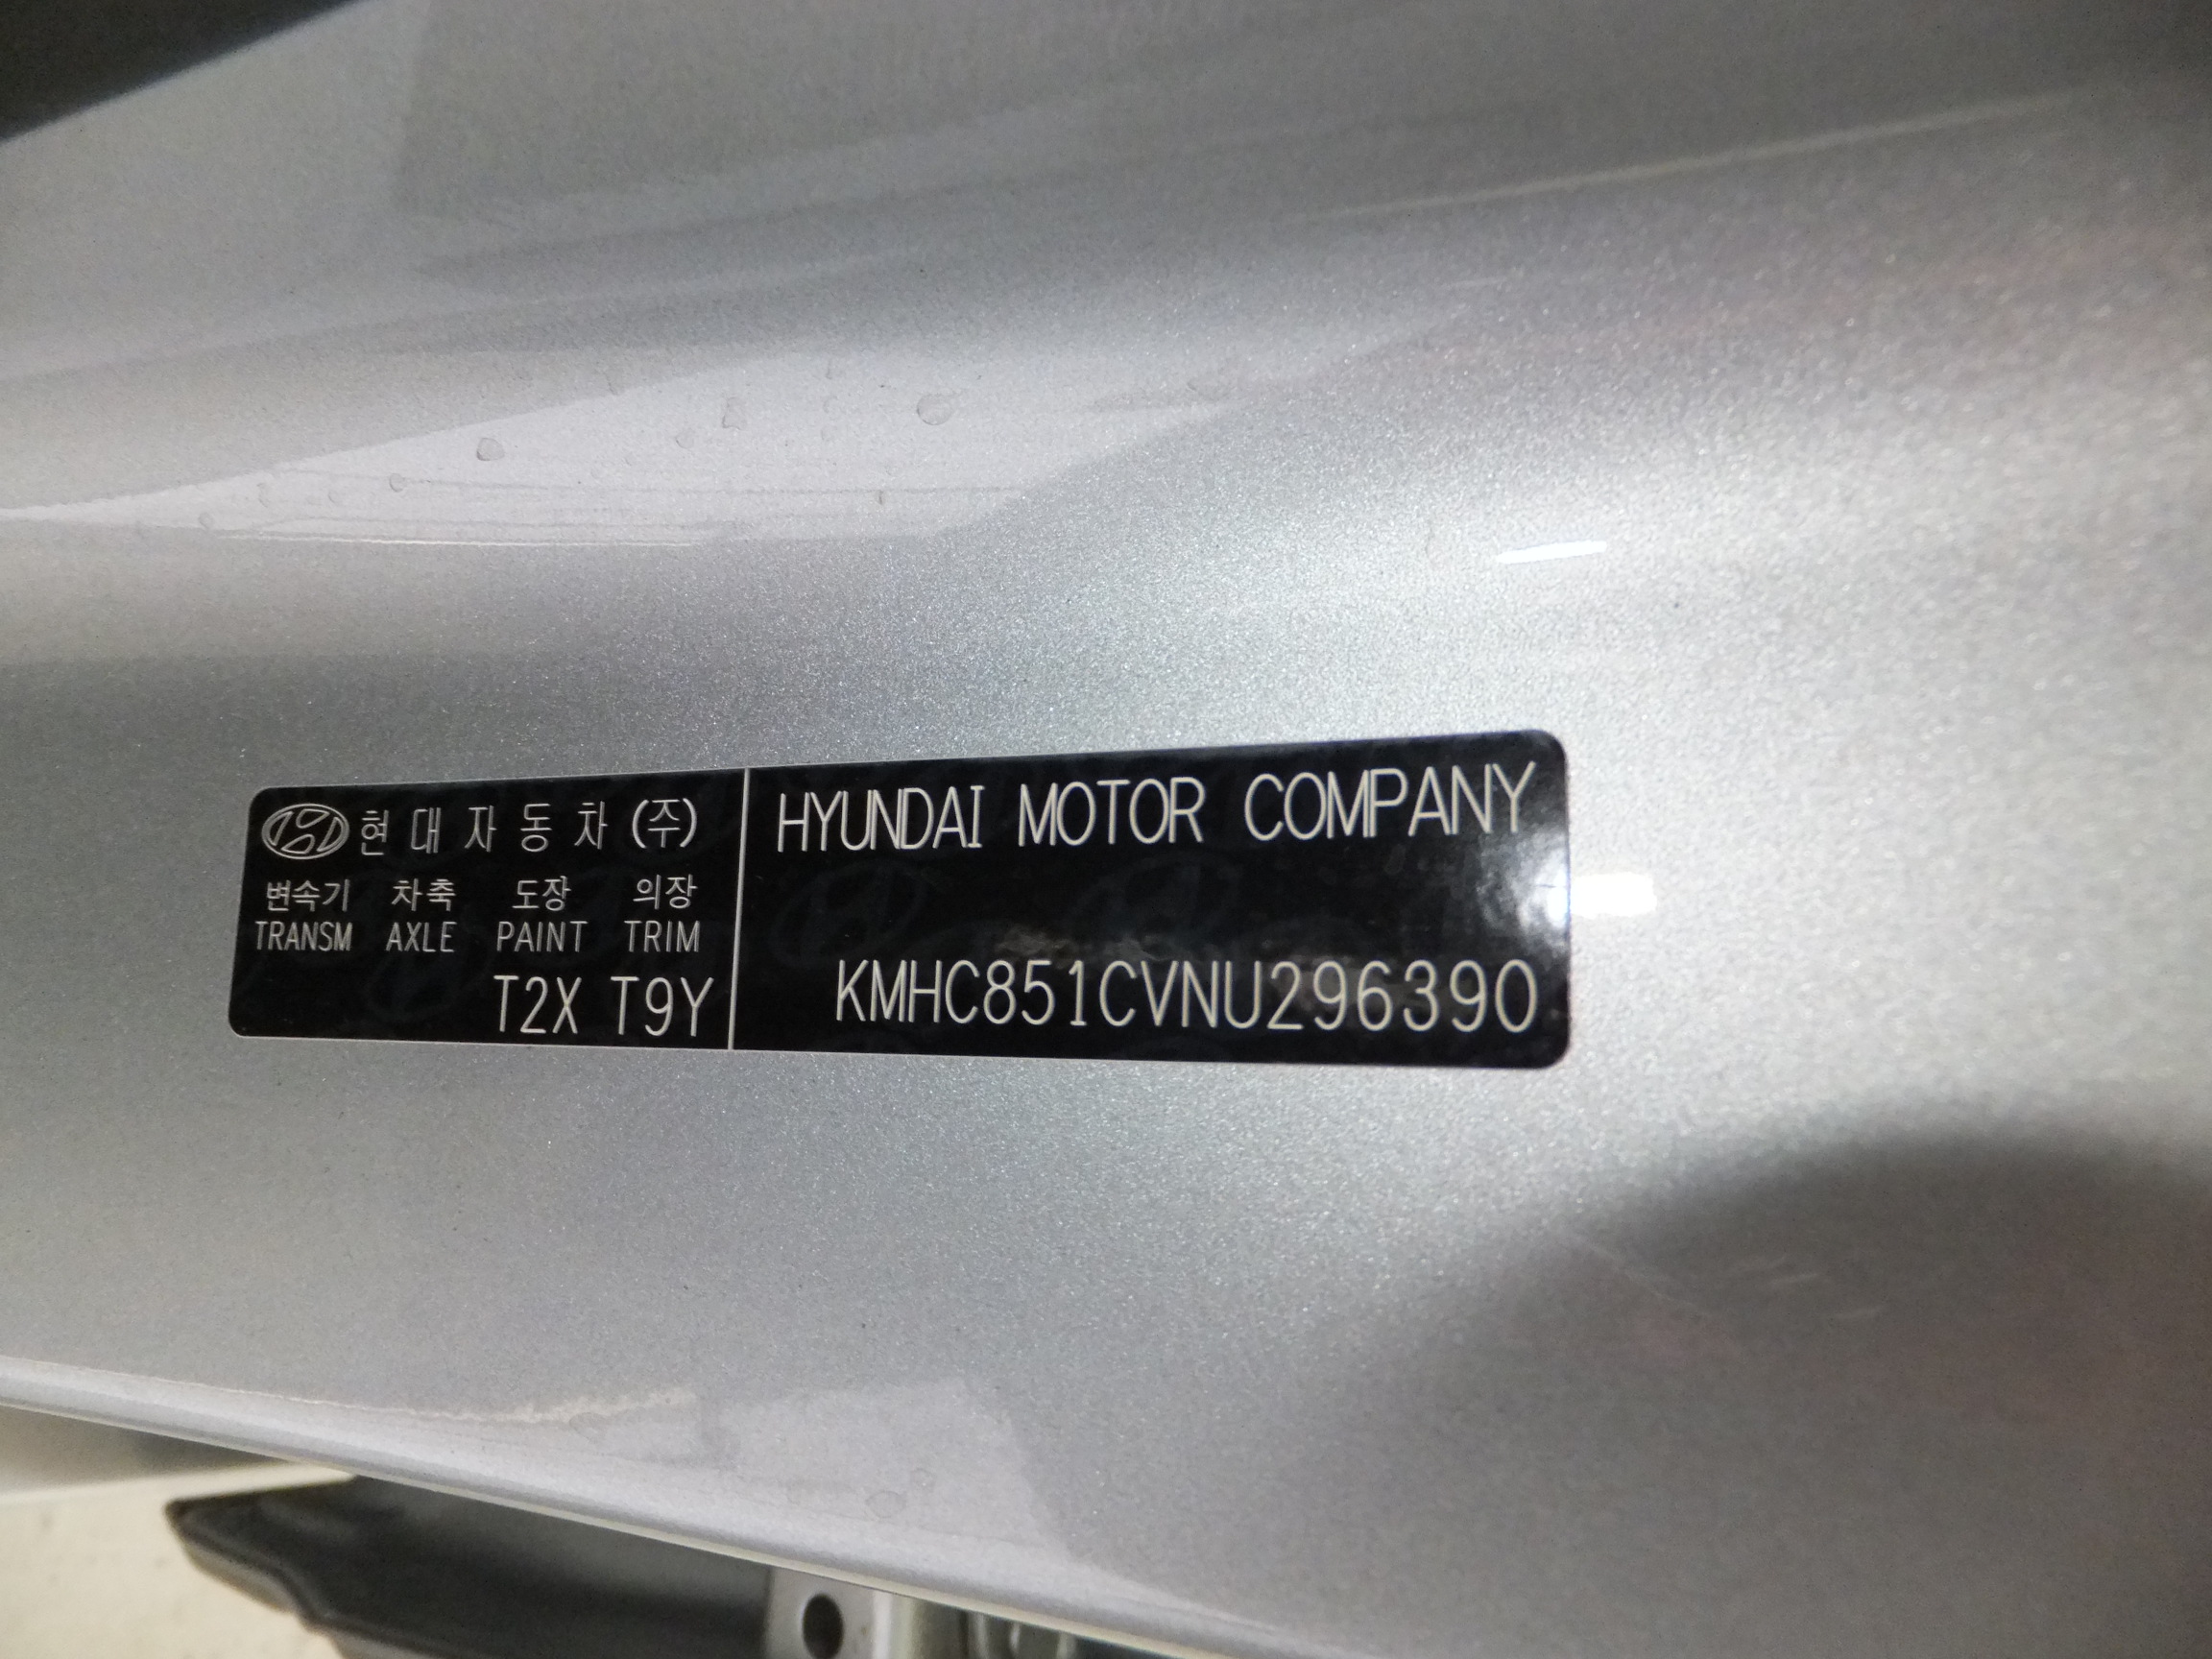 현대자동차(주)
변속기 차축 도장 의장
TRANSM AXLE PAINT TRIM
T2X T9Y
HYUNDAI MOTOR COMPANY
KMHC851CVNU296390